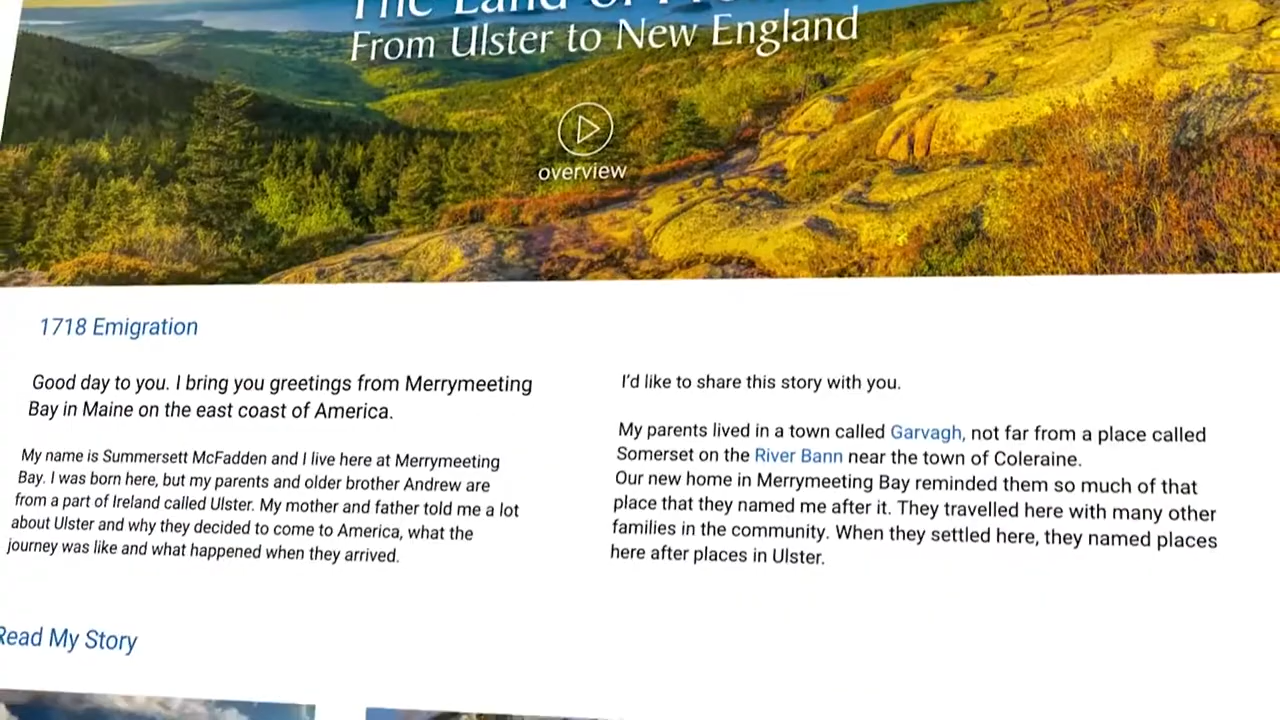 The Land of
From Ulster to New England
overview
1718 Emigration
Good day to you. I bring you greetings from Merrymeeting
Bay in Maine on the east coast of America.
My name is Summersett McFadden and I live here at Merrymeeting
Bay. I was born here, but my parents and older brother Andrew are
from a part of Ireland called Ulster. My mother and father told me a lot
about Ulster and why they decided to come to America, what the
journey was like and what happened when they arrived.
I'd like to share this story with you.
My parents lived in a town called Garvagh, not far from a place called
Somerset on the River Bann near the town of Coleraine.
Our new home in Merrymeeting Bay reminded them so much of that
place that they named me after it. They travelled here with many other
families in the community. When they settled here, they named places
here after places in Ulster.
Read My Story